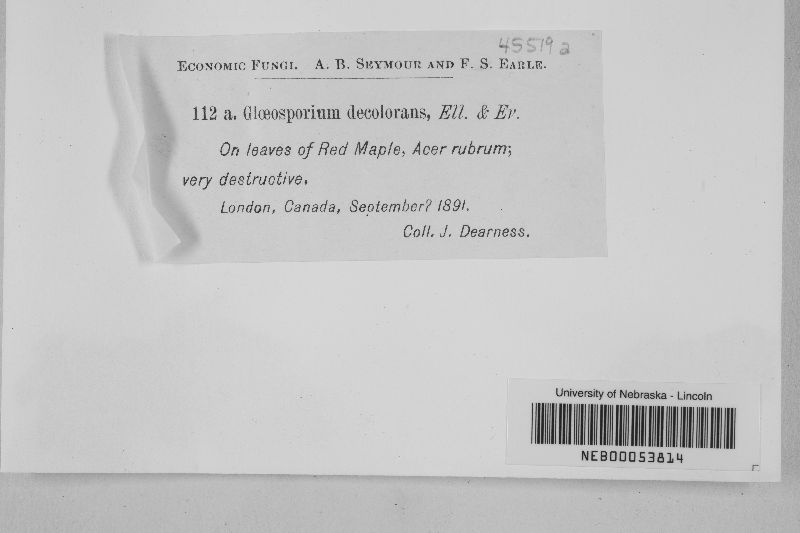 45519a
ECONOMIC FUNGI. A. B. SEYMOUR AND F. S. EARLE.
112 a. Glœosporium decolorans, Ell. & Ev.
On leaves of Red Maple, Acer rubrum;
very destructive.
London, Canada, September? 1891.
Coll. J. Dearness.
University of Nebraska - Lincoln
NEB00053814